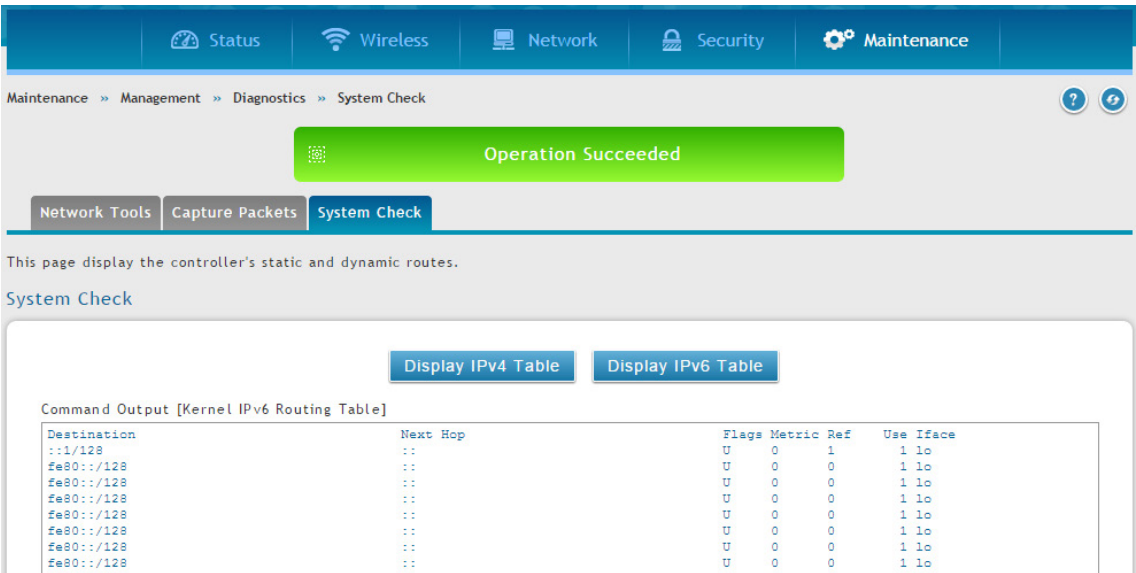 Status Wireless Network Security Maintenance
Maintenance » Management » Diagnostics » System Check
?
Operation Succeeded
Network Tools Capture Packets System Check
This page display the controller's static and dynamic routes.
System Check
Display IPv4 Table Display IPv6 Table
Command Output [Kernel IPv6 Routing Table]
Destination Next Hop Flags Metric Ref Use Iface
::1/128 :: U 0 1 1 lo
fe80::/128 :: U 0 0 1 lo
fe80::/128 :: U 0 0 1 lo
fe80::/128 :: U 0 0 1 lo
fe80::/128 :: U 0 0 1 lo
fe80::/128 :: U 0 0 1 lo
fe80::/128 :: U 0 0 1 lo
fe80::/128 :: U 0 0 1 lo